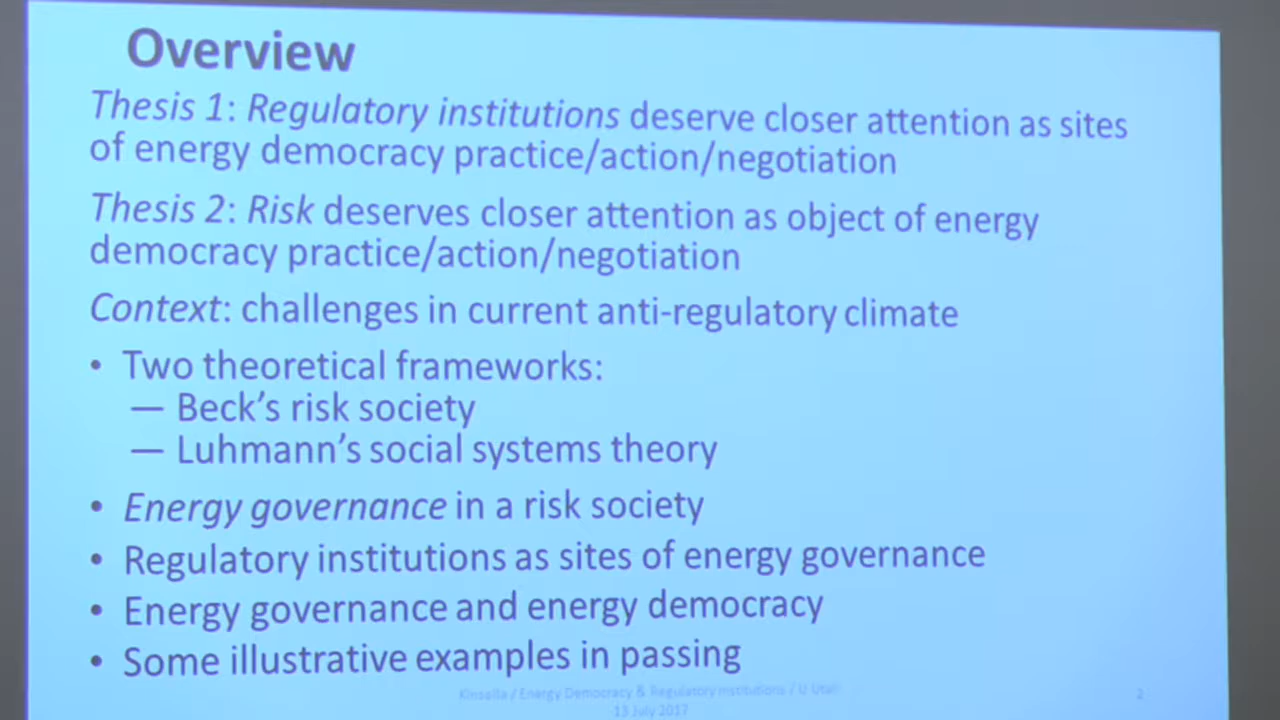 Overview
Thesis 1: Regulatory institutions deserve closer attention as sites
of energy democracy practice/action/negotiation
Thesis 2: Risk deserves closer attention as object of energy
democracy practice/action/negotiation
Context: challenges in current anti-regulatory climate
• Two theoretical frameworks:
— Beck's risk society
— Luhmann's social systems theory
• Energy governance in a risk society
• Regulatory institutions as sites of energy governance
• Energy governance and energy democracy
• Some illustrative examples in passing
Kinsella / Energy Democracy & Regulatory Institutions / U Utah
13 July 2017
2